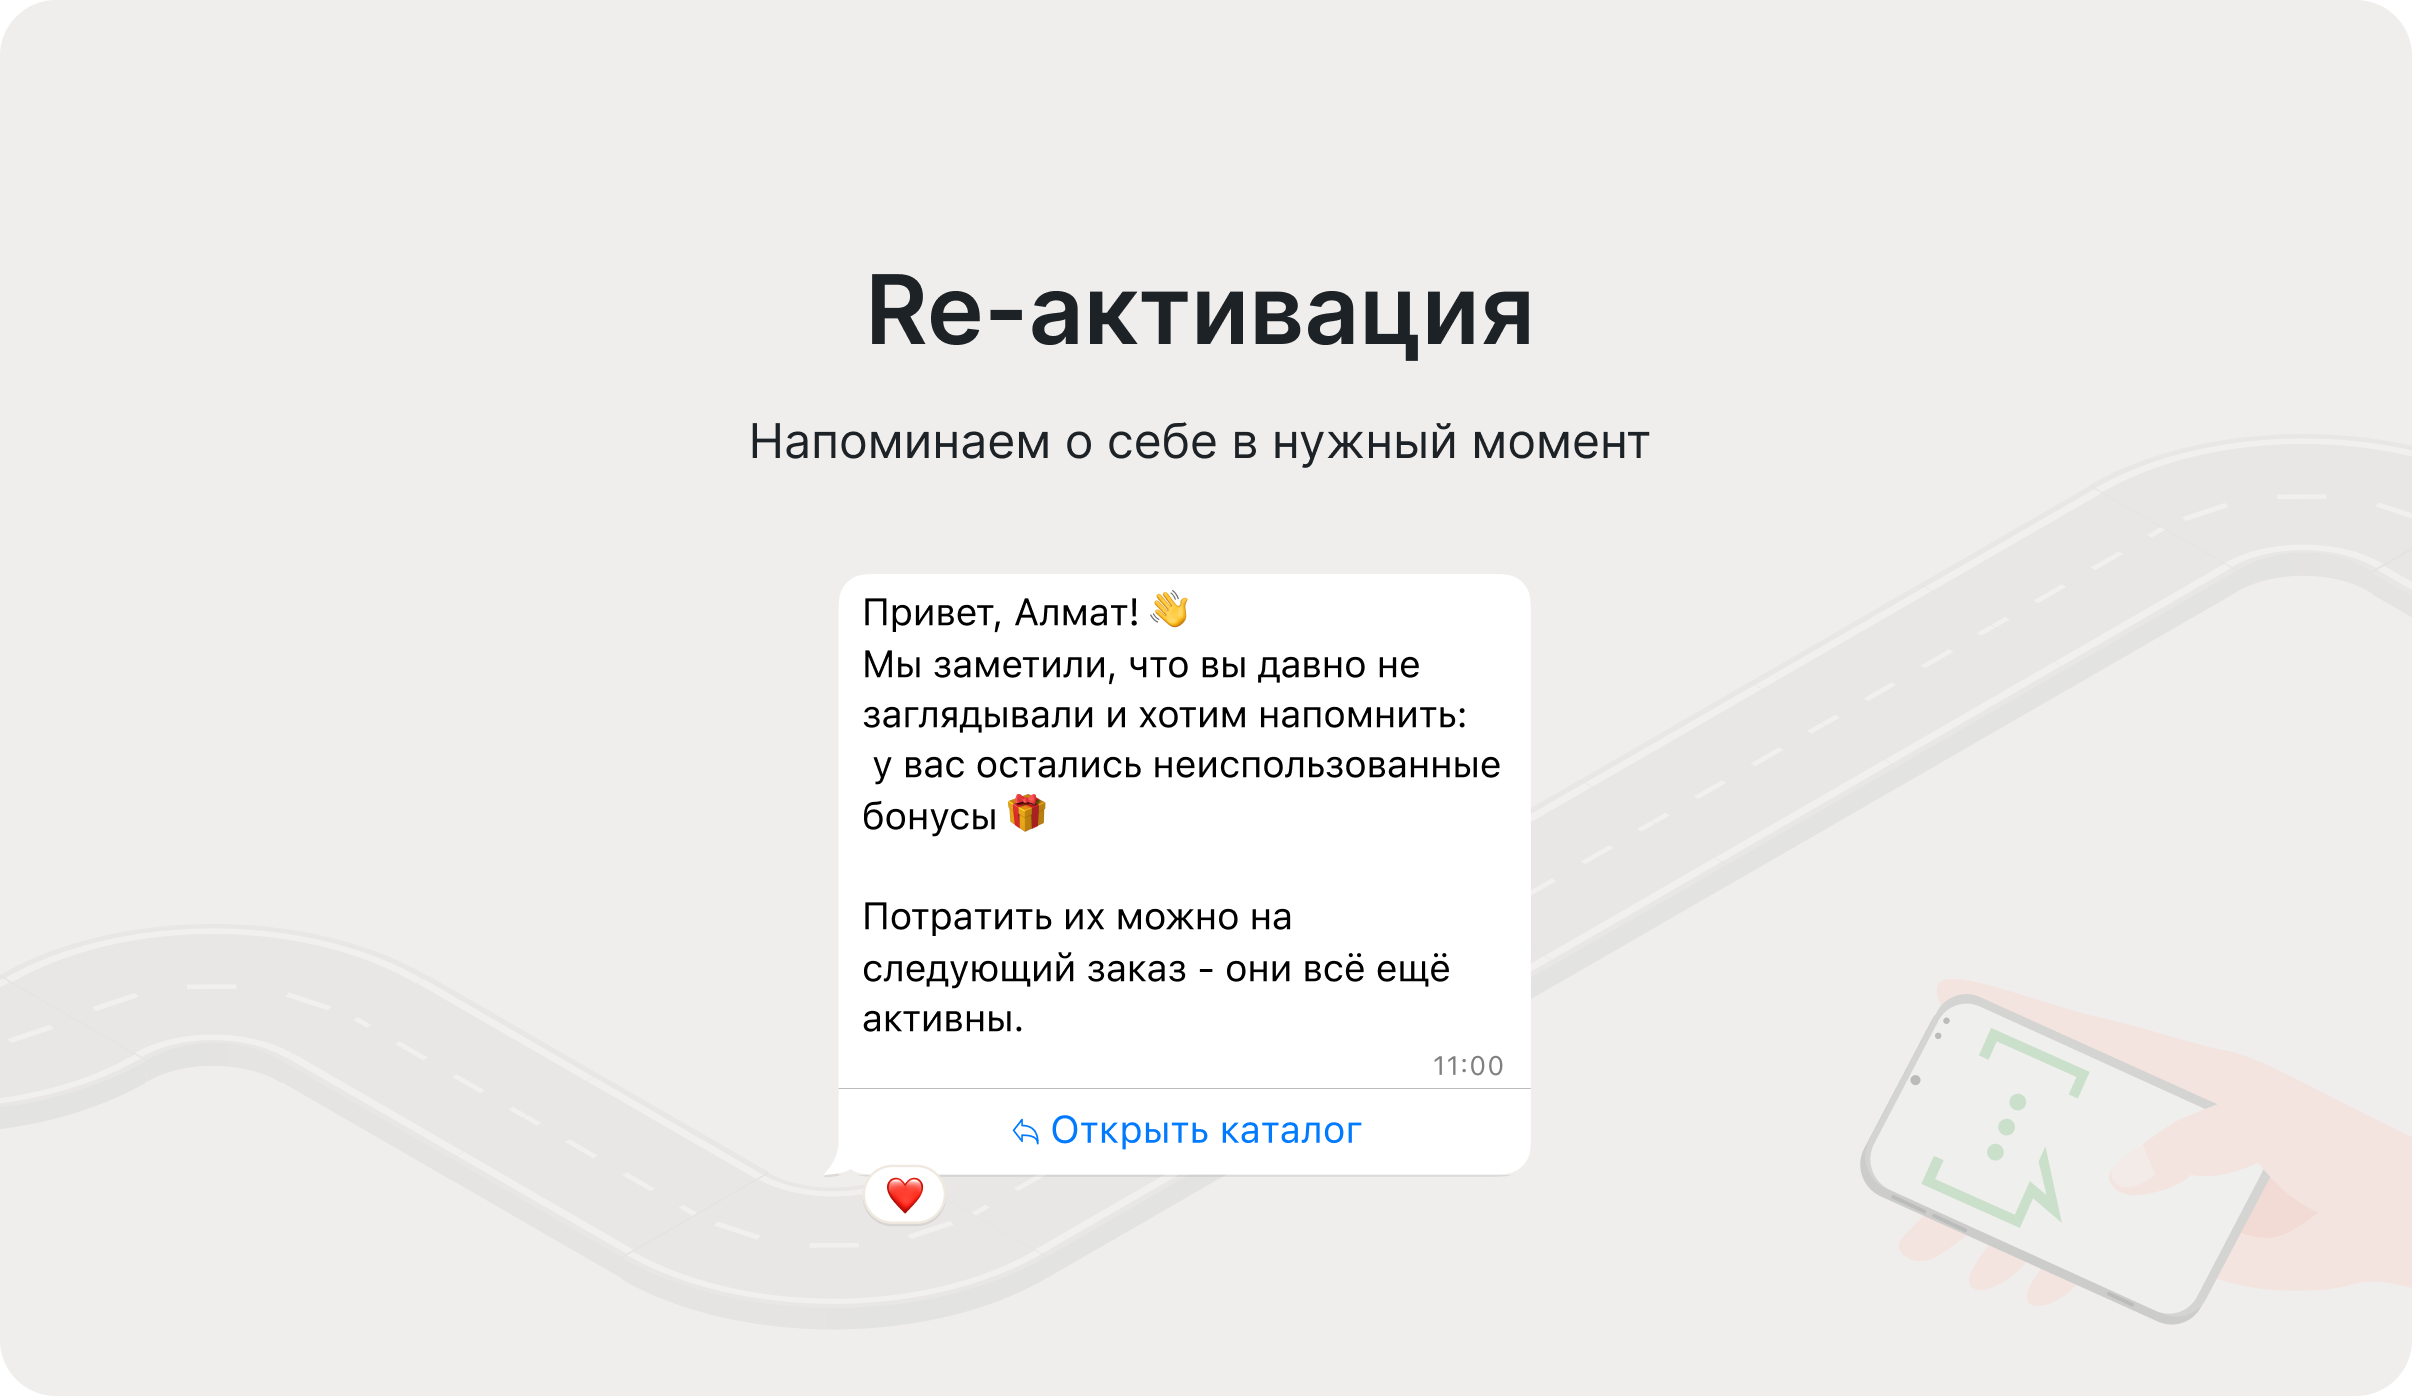 Re-активация
Напоминаем о себе в нужный момент
Привет, Алмат! 👋
Мы заметили, что вы давно не
заглядывали и хотим напомнить:
у вас остались неиспользованные
бонусы 🎁
Потратить их можно на
следующий заказ - они всё ещё
активны.
11:00
Открыть каталог